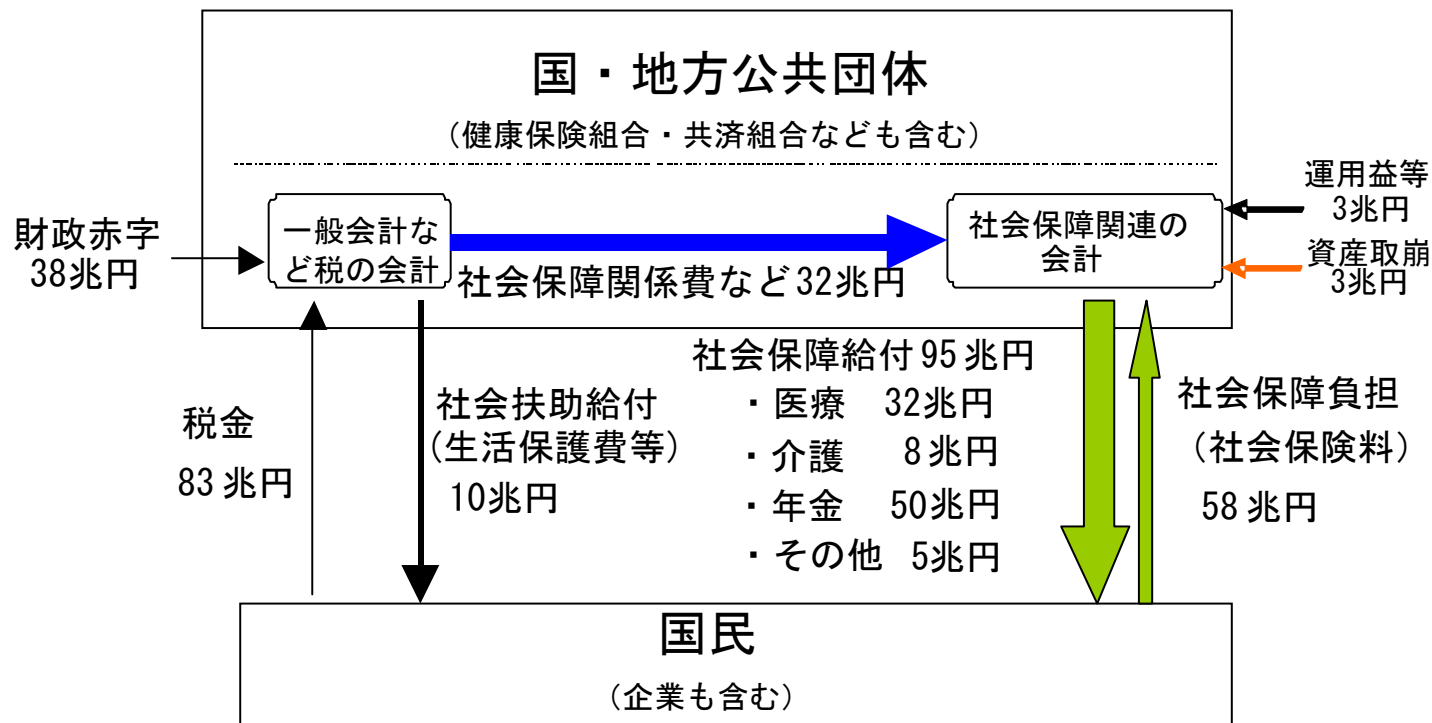 国・地方公共団体
(健康保険組合・共済組合なども含む)
財政赤字
38兆円
一般会計な
ど税の会計
社会保障関係費など32兆円
社会保障関連の
会計
運用益等
3兆円
資産取崩
3兆円
税金
83兆円
社会扶助給付
(生活保護費等)
10兆円
社会保障給付95兆円
・医療 32兆円
・介護 8兆円
・年金 50兆円
・その他 5兆円
社会保障負担
(社会保険料)
58兆円
国民
(企業も含む)